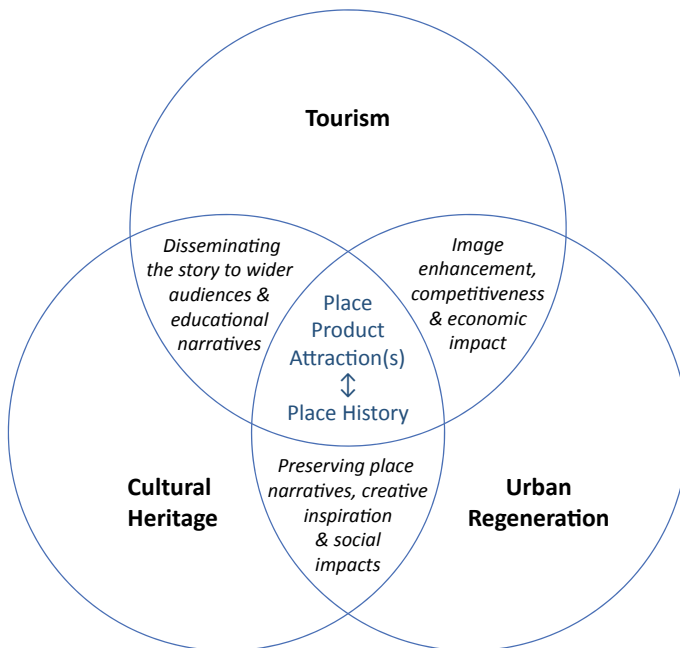 Tourism
Disseminating
the story to wider
audiences &
educational
narratives
Image
enhancement,
competitiveness
& economic
impact
Place
Product
Attraction(s)
↕
Place History
Cultural
Heritage
Preserving place
narratives, creative
inspiration
& social
impacts
Urban
Regeneration